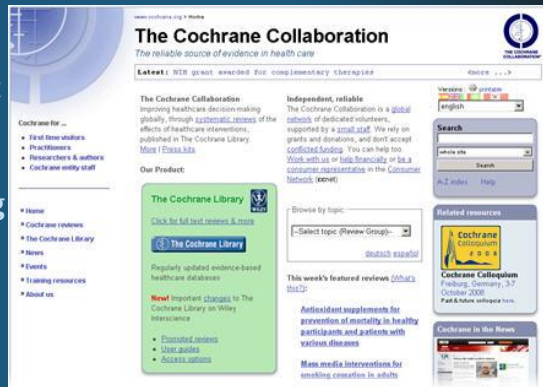 www.cochrane.org > Home
The Cochrane Collaboration
The reliable source of evidence in health care
THE COCHRANE
COLLABORATION®
Latest: NIH grant awarded for complementary therapies
<more ...>
Cochrane for ...
First-time visitors
Practitioners
Researchers & authors
Cochrane entity staff
Home
Cochrane reviews
The Cochrane Library
News
Events
Training resources
About us
The Cochrane Collaboration
Improving healthcare decision-making
globally, through systematic reviews of the
effects of healthcare interventions,
published in The Cochrane Library.
More | Press kits
Our Product:
The Cochrane Library
WILEY
Click for full text reviews & more
The Cochrane Library
Regularly updated evidence-based
healthcare databases
New! Important changes to The
Cochrane Library on Wiley
Interscience
Promoted reviews
User guides
Access options
Independent, reliable
The Cochrane Collaboration is a global
network of dedicated volunteers,
supported by a small staff. We rely on
grants and donations, and don't accept
conflicted funding. You can help too.
Work with us or help financially or be a
consumer representative in the Consumer
Network (ccnet)
Browse by topic
--Select topic (Review Group)--
deutsch español
This week's featured reviews (What's
this?):
Antioxidant supplements for
prevention of mortality in healthy
participants and patients with
various diseases
Mass media interventions for
smoking cessation in adults
Versions: printable
english
Search
whole site
Search
A-Z index Help
Related resources
Cochrane
Colloquium
2008
Cochrane Colloquium
Freiburg, Germany, 3-7
October 2008
Past & future colloquia here.
Cochrane in the News